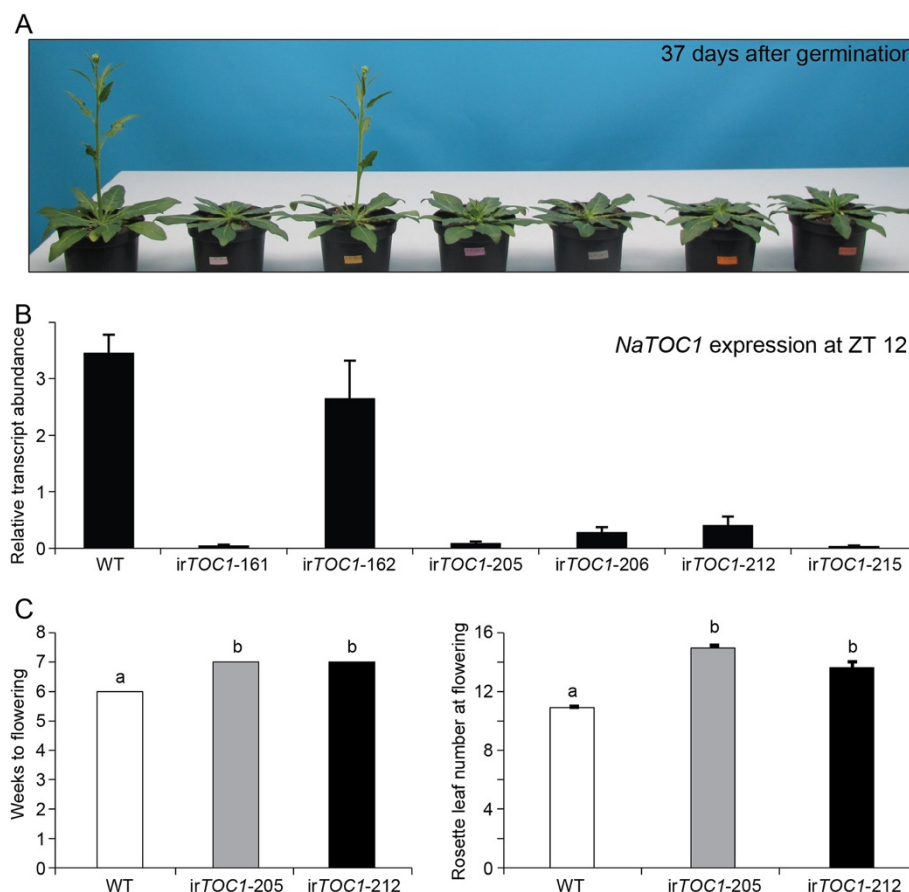 A
37 days after germination
B
Relative transcript abundance
3
2
1
0
NaTOC1 expression at ZT 12
WT
irTOC1-161
irTOC1-162
irTOC1-205
irTOC1-206
irTOC1-212
irTOC1-215
C
Weeks to flowering
8
7
6
5
4
3
2
1
0
a
b
b
WT
irTOC1-205
irTOC1-212
Rosette leaf number at flowering
16
12
8
4
0
a
b
b
WT
irTOC1-205
irTOC1-212